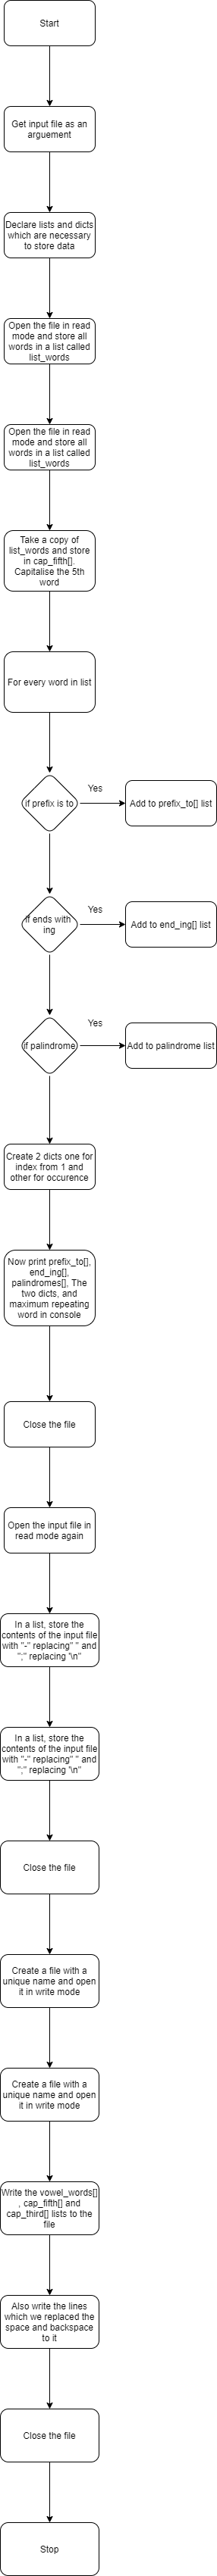 Start
Get input file as an
arguement
Declare lists and dicts
which are necessary
to store data
Open the file in read
mode and store all
words in a list called
list_words
Open the file in read
mode and store all
words in a list called
list_words
Take a copy of
list_words and store
in cap_fifth[].
Capitalise the 5th
word
For every word in list
if prefix is to
Yes
Add to prefix_to[] list
If ends with
ing
Yes
Add to end_ing[] list
if palindrome
Yes
Add to palindrome list
Create 2 dicts one for
index from 1 and
other for occurence
Now print prefix_to[],
end_ing[],
palindromes[], The
two dicts, and
maximum repeating
word in console
Close the file
Open the input file in
read mode again
In a list, store the
contents of the input file
with "-" replacing" " and
";" replacing '\n"
In a list, store the
contents of the input file
with "-" replacing" " and
";" replacing '\n"
Close the file
Create a file with a
unique name and open
it in write mode
Create a file with a
unique name and open
it in write mode
Write the vowel_words[]
, cap_fifth[] and
cap_third[] lists to the
file
Also write the lines
which we replaced the
space and backspace
to it
Close the file
Stop